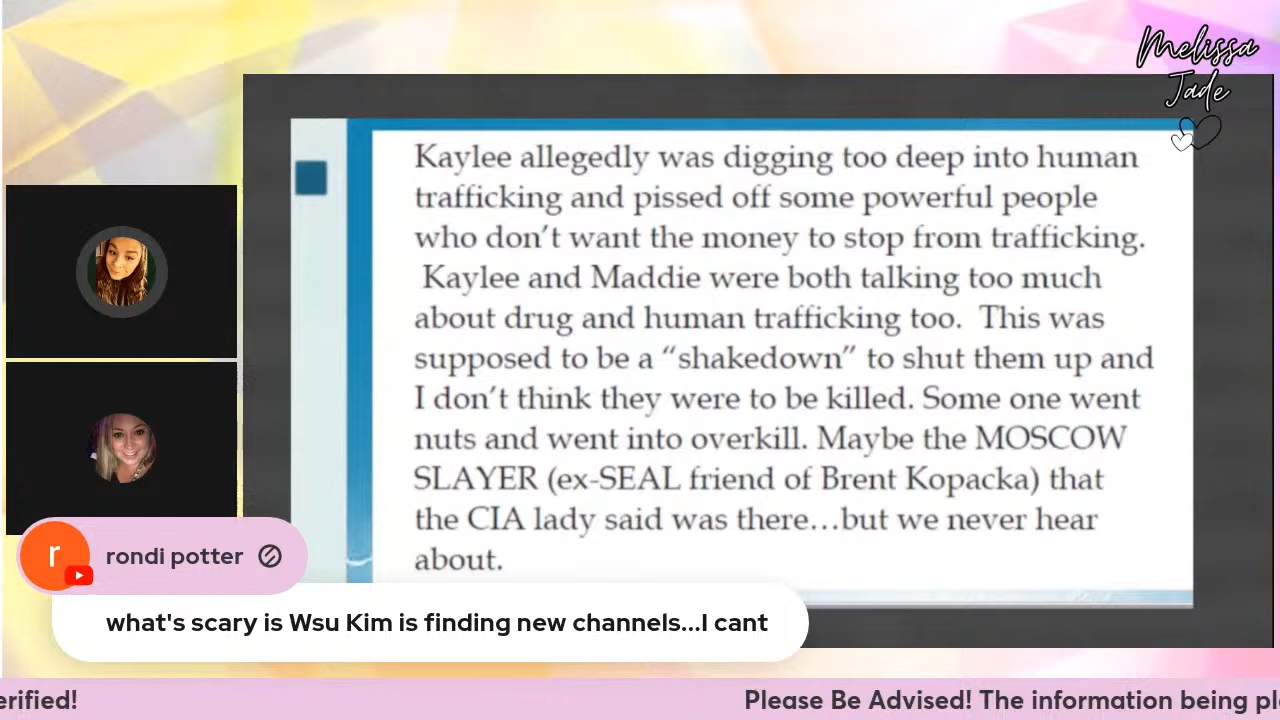 Melissa
Jade
Kaylee allegedly was digging too deep into human
trafficking and pissed off some powerful people
who don't want the money to stop from trafficking.
Kaylee and Maddie were both talking too much
about drug and human trafficking too.  This was
supposed to be a “shakedown” to shut them up and
I don't think they were to be killed. Some one went
nuts and went into overkill. Maybe the MOSCOW
SLAYER (ex-SEAL friend of Brent Kopacka) that
the CIA lady said was there…but we never hear
about.
r
rondi potter
what's scary is Wsu Kim is finding new channels...I cant
erified!
Please Be Advised! The information being pl